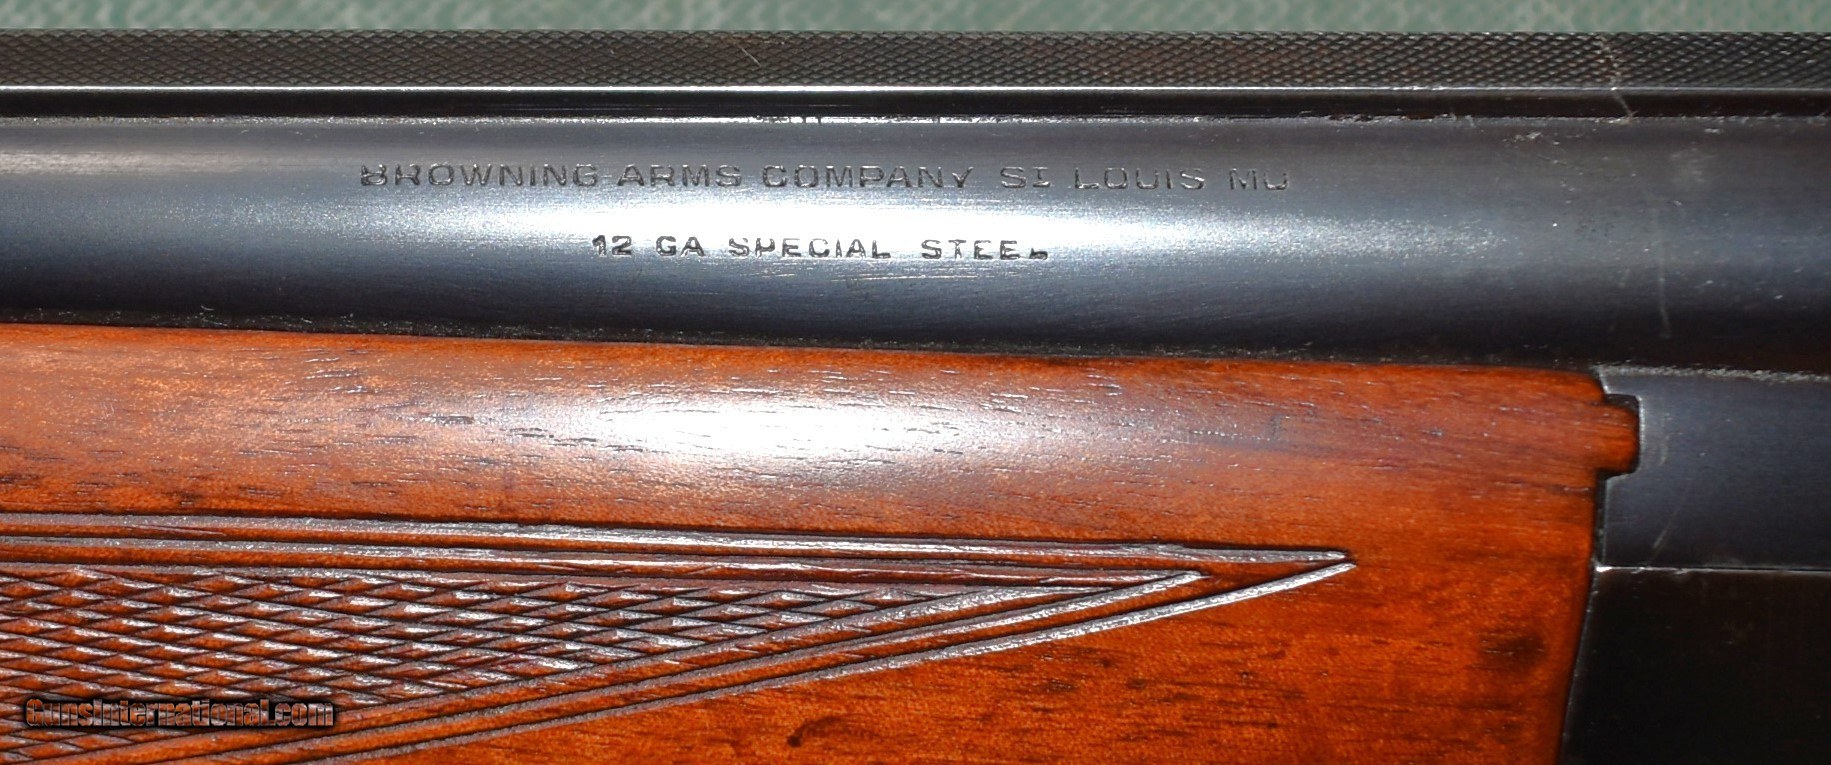 BROWNING ARMS COMPANY ST LOUIS MO
12 GA SPECIAL STEEL
GunsInternational.com